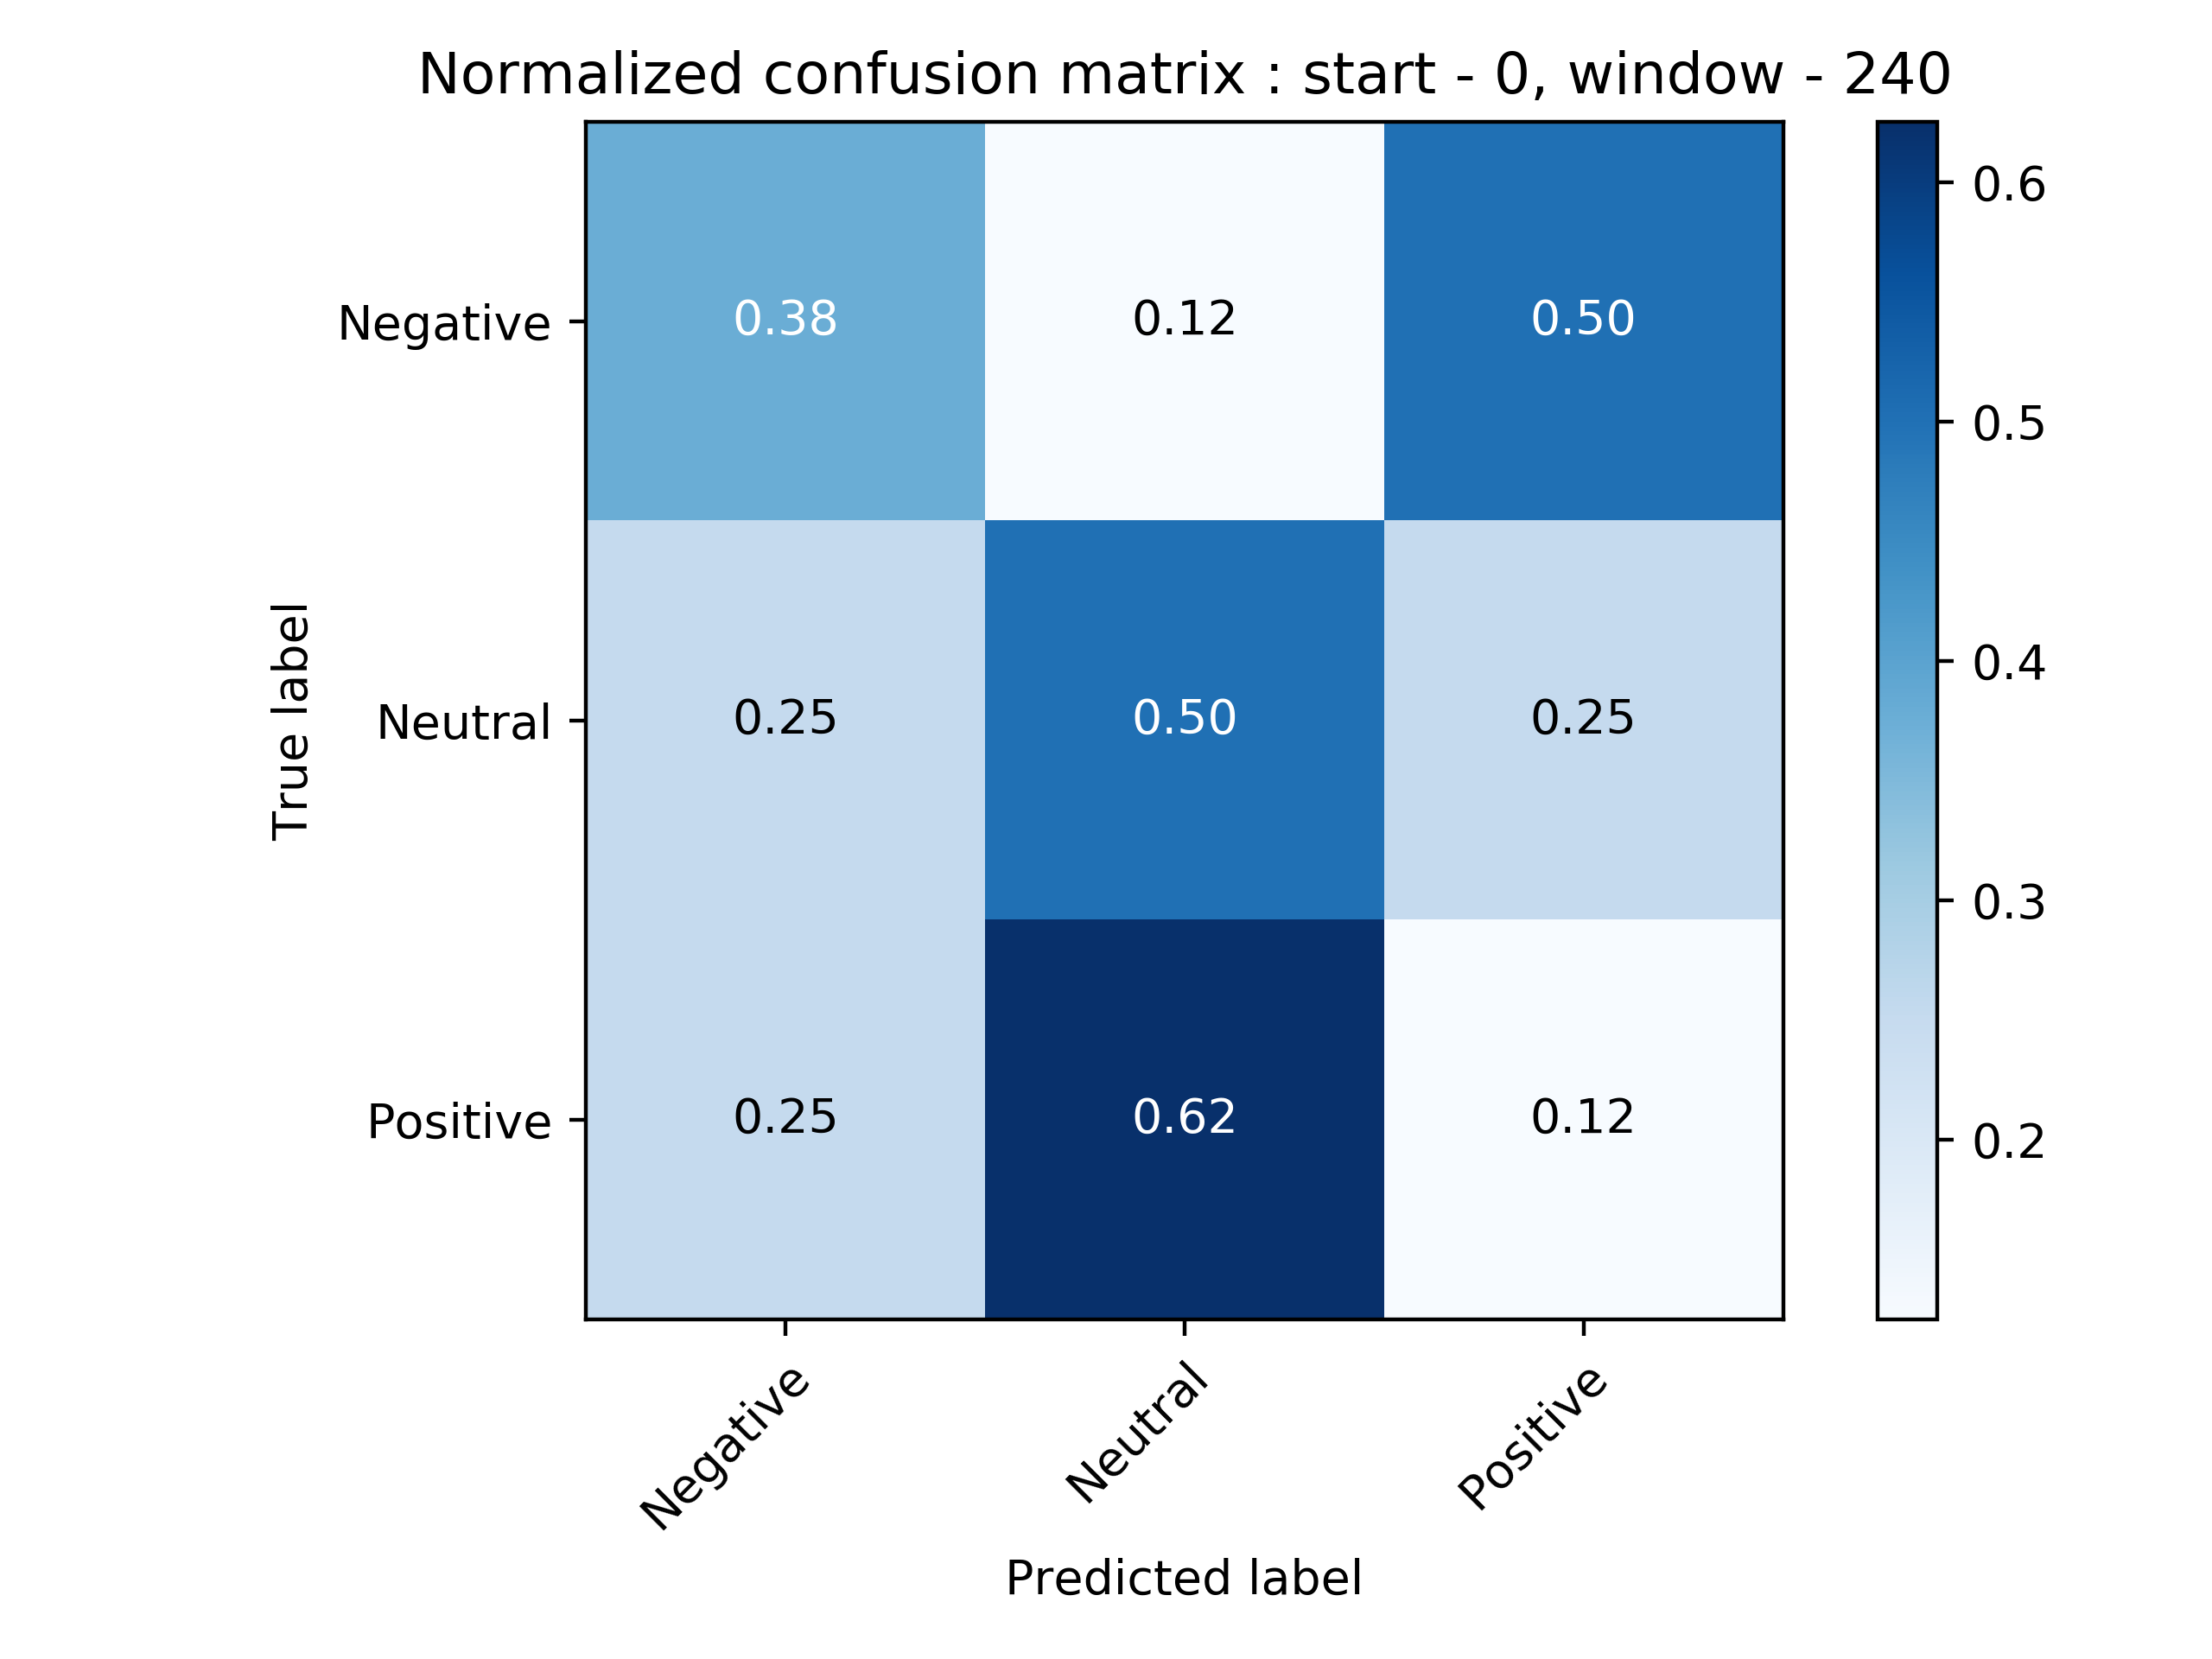 Normalized confusion matrix : start - 0, window - 240
True label
Negative
0.38
0.12
0.50
Neutral
0.25
0.50
0.25
Positive
0.25
0.62
0.12
Negative
Neutral
Positive
Predicted label
0.6
0.5
0.4
0.3
0.2